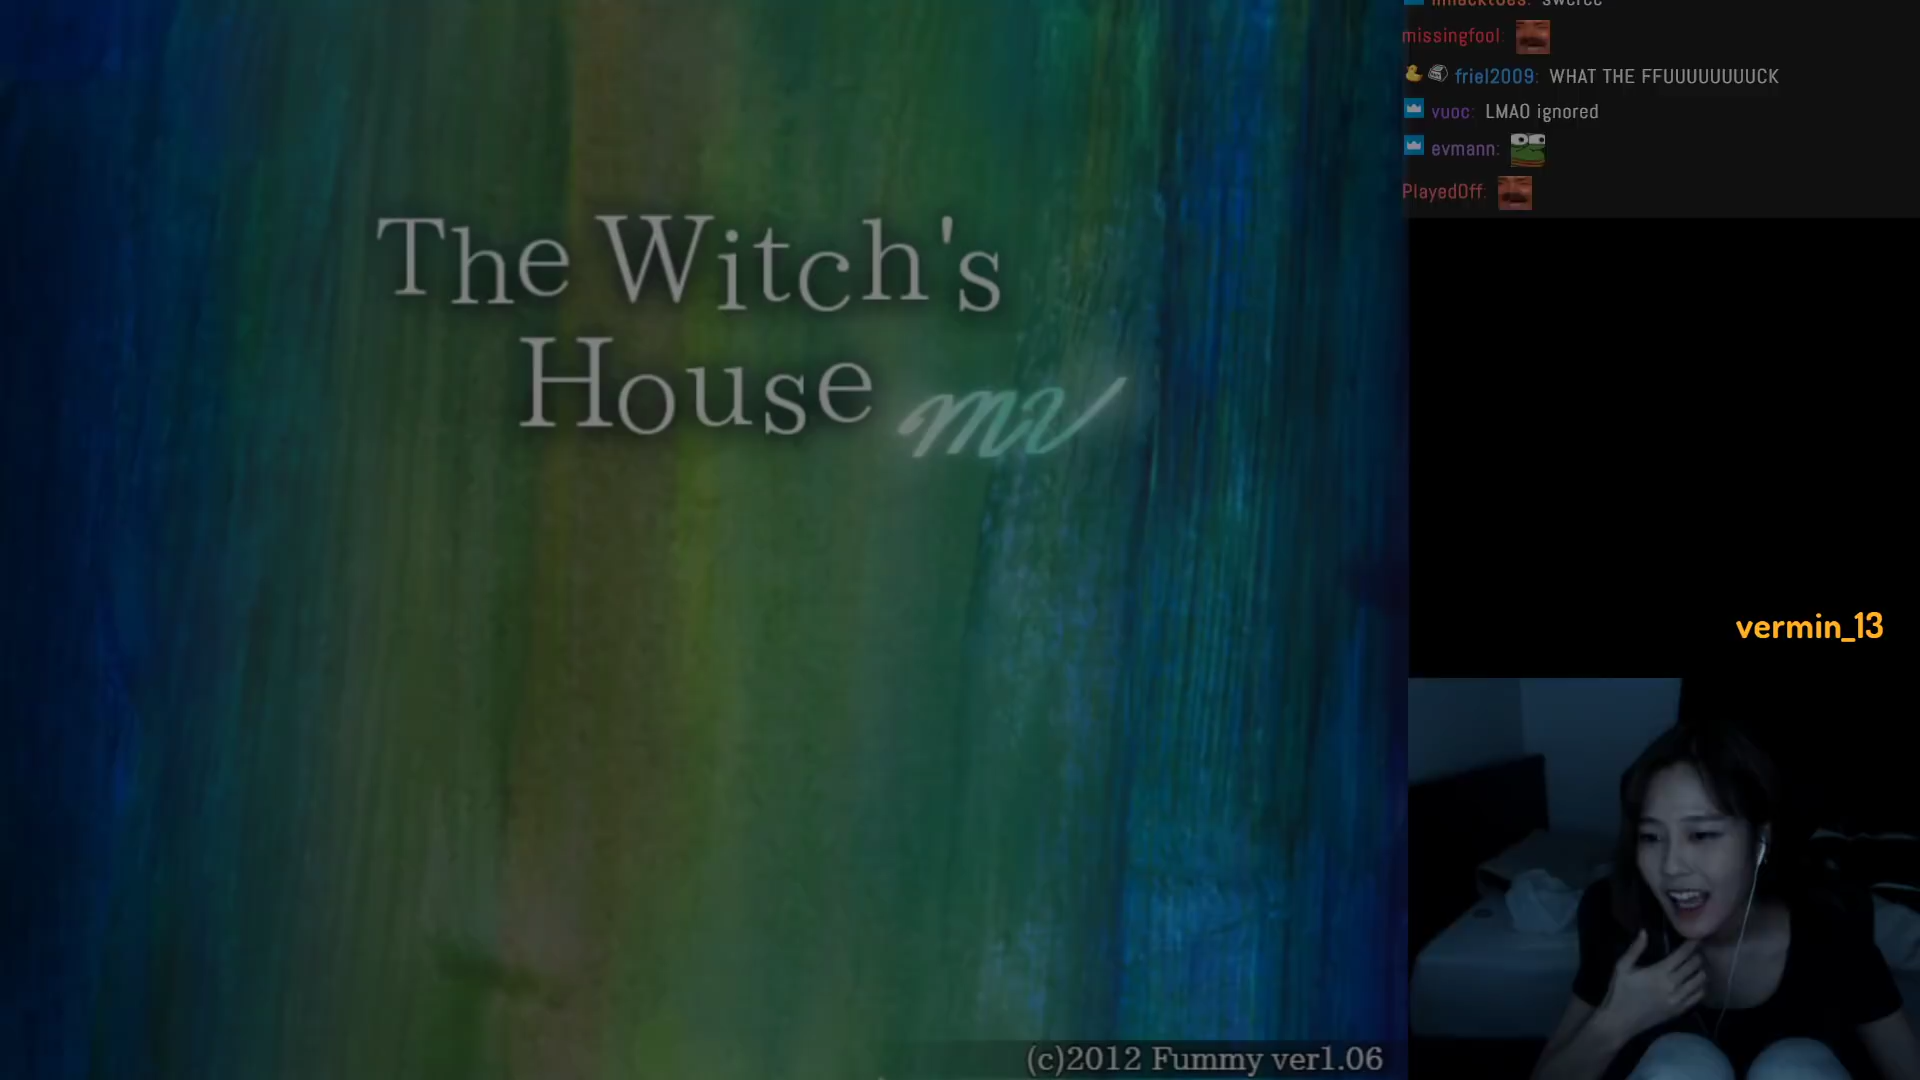 The Witch's
House mv
(c)2012 Fummy ver1.06
missingfool:
friel2009: WHAT THE FFUUUUUUUUCK
vuoc: LMAO ignored
evmann:
PlayedOff:
vermin_13